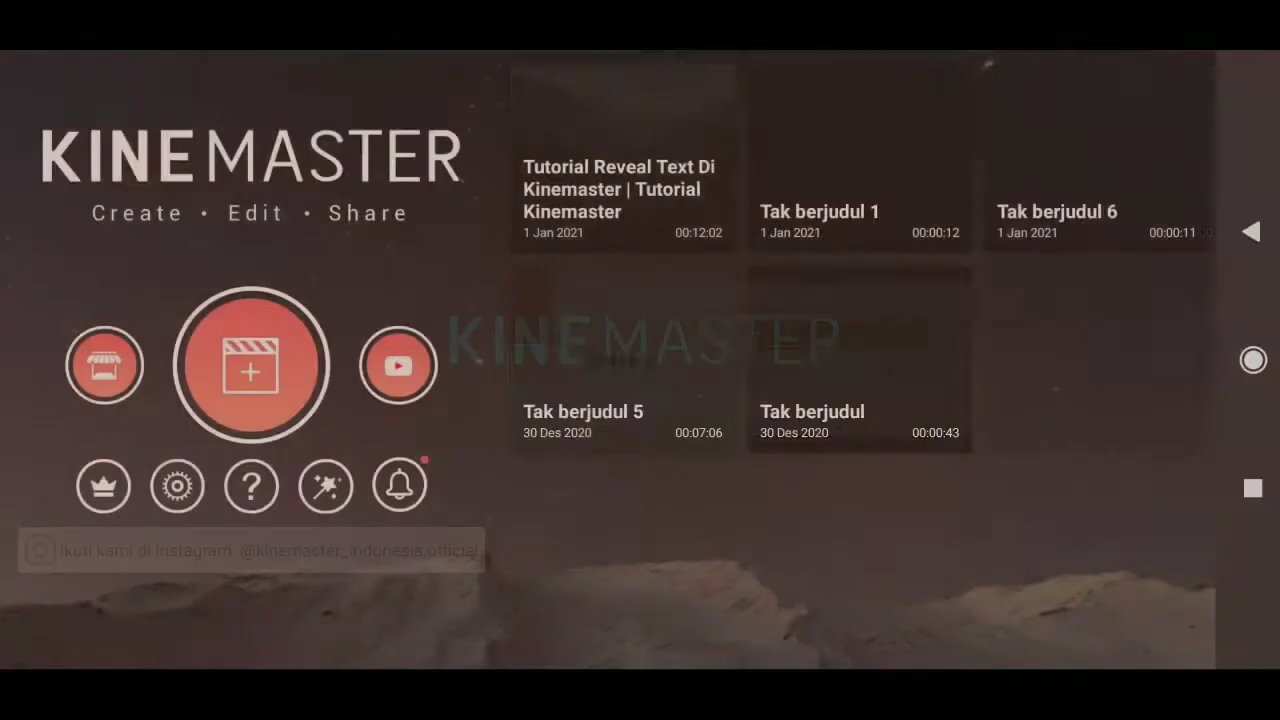 KINEMASTER
Create • Edit • Share
Tutorial Reveal Text Di
Kinemaster | Tutorial
Kinemaster
1 Jan 2021 00:12:02
Tak berjudul 1
1 Jan 2021 00:00:12
Tak berjudul 6
1 Jan 2021 00:00:11
KINEMASTER
Tak berjudul 5
30 Des 2020 00:07:06
Tak berjudul
30 Des 2020 00:00:43
Ikuti kami di Instagram: @kinemaster_indonesia.official